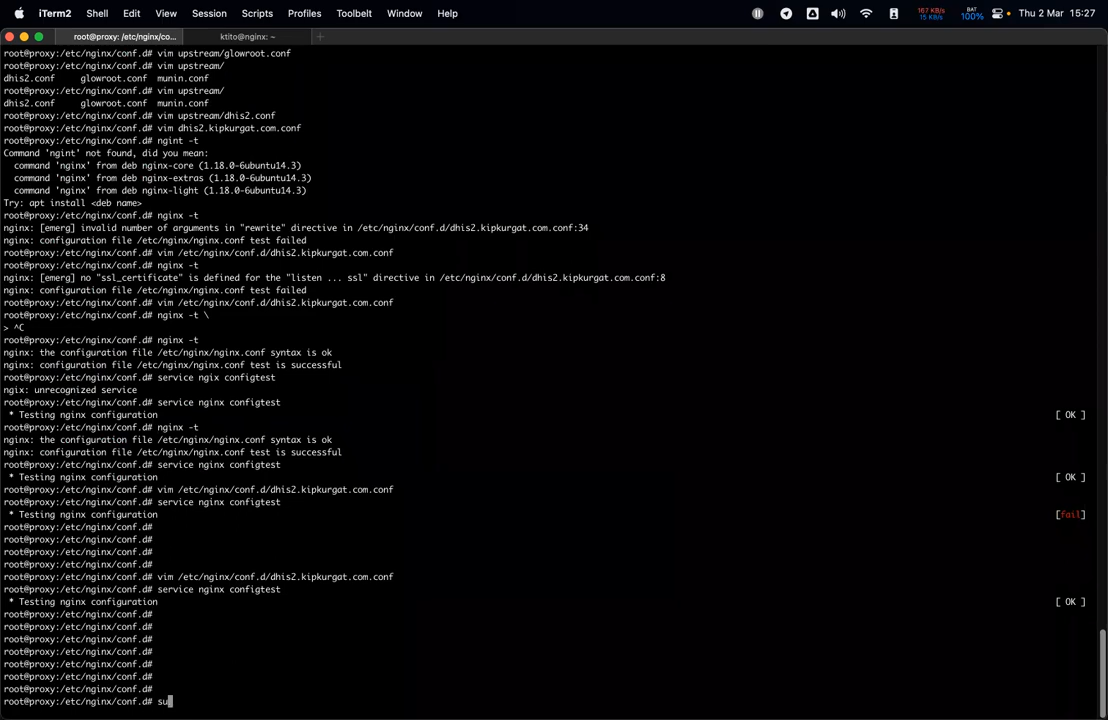 iTerm2 Shell Edit View Session Scripts Profiles Toolbelt Window Help 167 KB/s 15 KB/s BAT 100% Thu 2 Mar 15:27
root@proxy: /etc/nginx/co... ktito@nginx: ~
root@proxy:/etc/nginx/conf.d# vim upstream/glowroot.conf
root@proxy:/etc/nginx/conf.d# vim upstream/
dhis2.conf glowroot.conf munin.conf
root@proxy:/etc/nginx/conf.d# vim upstream/
dhis2.conf glowroot.conf munin.conf
root@proxy:/etc/nginx/conf.d# vim upstream/dhis2.conf
root@proxy:/etc/nginx/conf.d# vim dhis2.kipkurgat.com.conf
root@proxy:/etc/nginx/conf.d# ngint -t
Command 'ngint' not found, did you mean:
command 'nginx' from deb nginx-core (1.18.0-6ubuntu14.3)
command 'nginx' from deb nginx-extras (1.18.0-6ubuntu14.3)
command 'nginx' from deb nginx-light (1.18.0-6ubuntu14.3)
Try: apt install <deb name>
root@proxy:/etc/nginx/conf.d# nginx -t
nginx: [emerg] invalid number of arguments in "rewrite" directive in /etc/nginx/conf.d/dhis2.kipkurgat.com.conf:34
nginx: configuration file /etc/nginx/nginx.conf test failed
root@proxy:/etc/nginx/conf.d# vim /etc/nginx/conf.d/dhis2.kipkurgat.com.conf
root@proxy:/etc/nginx/conf.d# nginx -t
nginx: [emerg] no "ssl_certificate" is defined for the "listen ... ssl" directive in /etc/nginx/conf.d/dhis2.kipkurgat.com.conf:8
nginx: configuration file /etc/nginx/nginx.conf test failed
root@proxy:/etc/nginx/conf.d# vim /etc/nginx/conf.d/dhis2.kipkurgat.com.conf
root@proxy:/etc/nginx/conf.d# nginx -t \
> ^C
root@proxy:/etc/nginx/conf.d# nginx -t
nginx: the configuration file /etc/nginx/nginx.conf syntax is ok
nginx: configuration file /etc/nginx/nginx.conf test is successful
root@proxy:/etc/nginx/conf.d# service ngix configtest
ngix: unrecognized service
root@proxy:/etc/nginx/conf.d# service nginx configtest
* Testing nginx configuration [ OK ]
root@proxy:/etc/nginx/conf.d# nginx -t
nginx: the configuration file /etc/nginx/nginx.conf syntax is ok
nginx: configuration file /etc/nginx/nginx.conf test is successful
root@proxy:/etc/nginx/conf.d# service nginx configtest
* Testing nginx configuration [ OK ]
root@proxy:/etc/nginx/conf.d# vim /etc/nginx/conf.d/dhis2.kipkurgat.com.conf
root@proxy:/etc/nginx/conf.d# service nginx configtest
* Testing nginx configuration [fail]
root@proxy:/etc/nginx/conf.d#
root@proxy:/etc/nginx/conf.d#
root@proxy:/etc/nginx/conf.d#
root@proxy:/etc/nginx/conf.d#
root@proxy:/etc/nginx/conf.d# vim /etc/nginx/conf.d/dhis2.kipkurgat.com.conf
root@proxy:/etc/nginx/conf.d# service nginx configtest
* Testing nginx configuration [ OK ]
root@proxy:/etc/nginx/conf.d#
root@proxy:/etc/nginx/conf.d#
root@proxy:/etc/nginx/conf.d#
root@proxy:/etc/nginx/conf.d#
root@proxy:/etc/nginx/conf.d#
root@proxy:/etc/nginx/conf.d#
root@proxy:/etc/nginx/conf.d#
root@proxy:/etc/nginx/conf.d# su